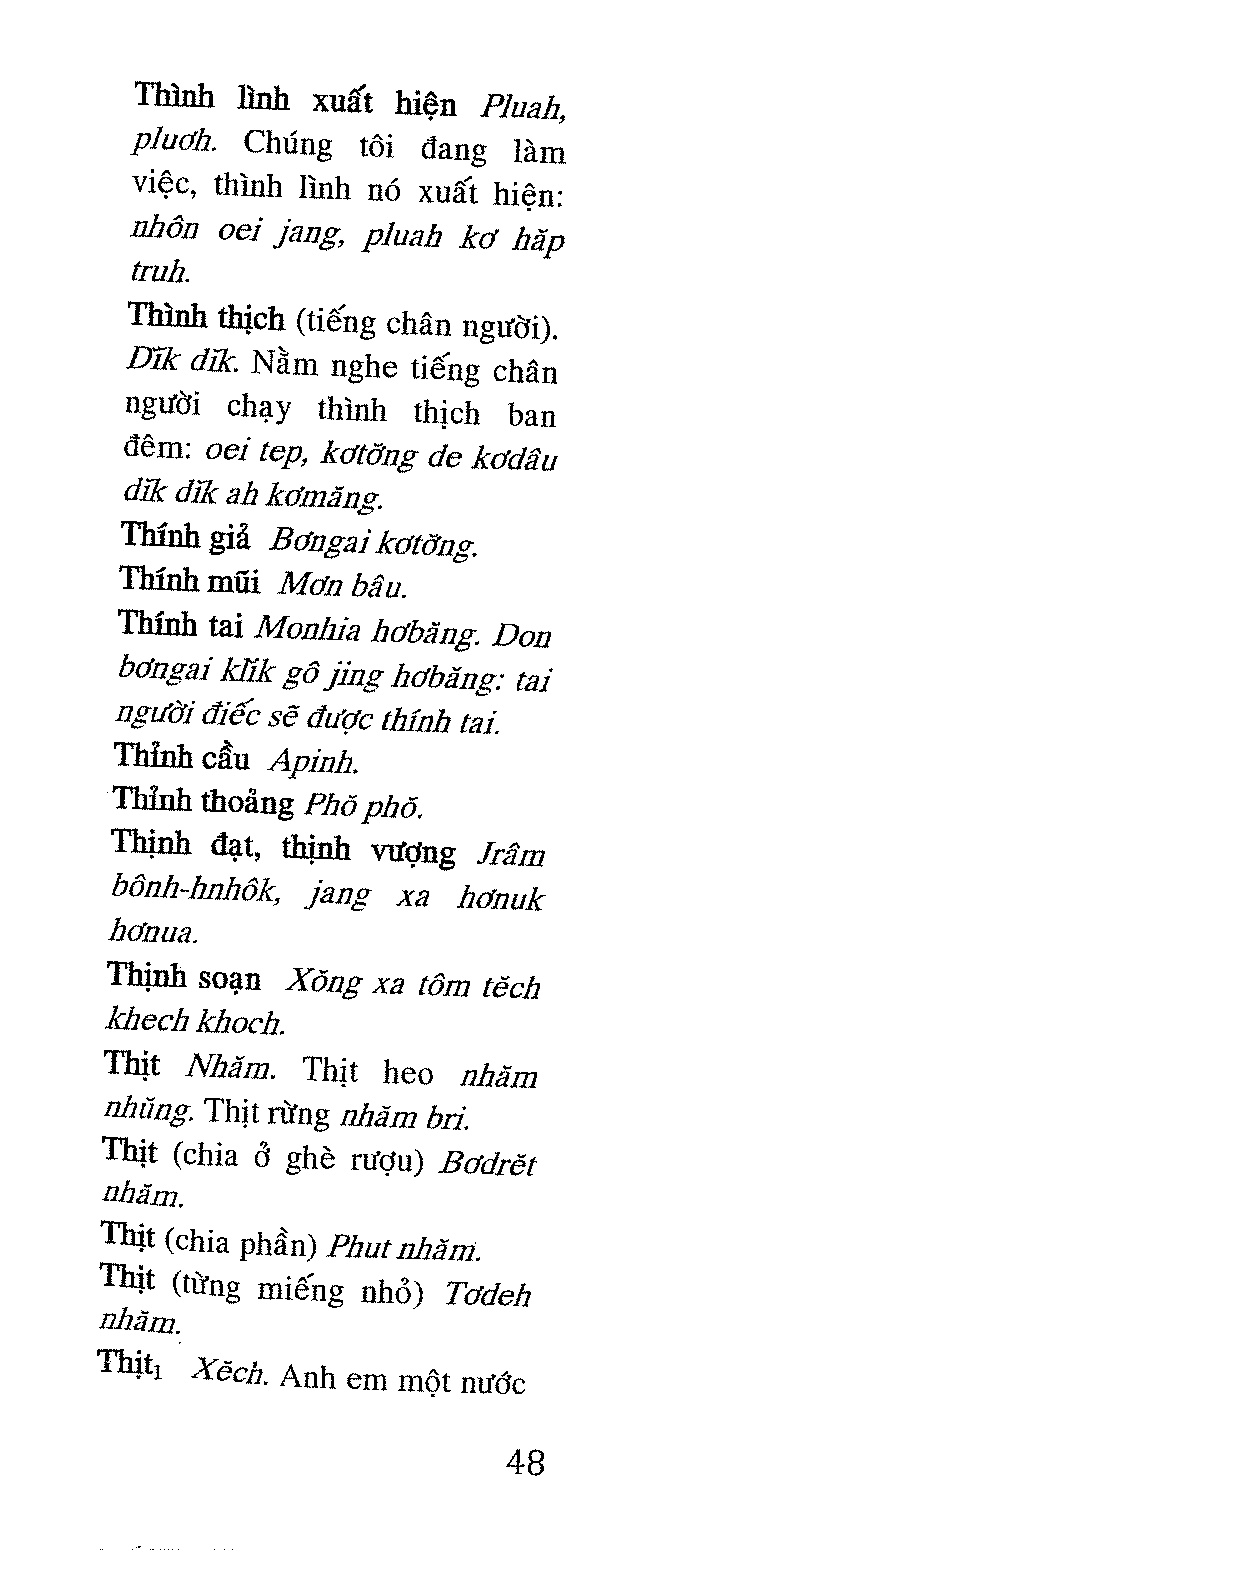 Thình lình xuất hiện Pluah,
pluơh. Chúng tôi đang làm
việc, thình lình nó xuất hiện:
nhôn oei jang, pluah kơ hăp
truh.
Thình thịch (tiếng chân người).
Dĭk dĭk. Nằm nghe tiếng chân
người chạy thình thịch ban
đêm: oei tep, kơtơ̆ng de kơdâu
dĭk dĭk ah kơmăng.
Thính giả Bơngai kơtơ̆ng.
Thính mũi Mơn bâu.
Thính tai Monhia hơbăng. Don
bơngai klĭk gô jing hơbăng: tai
người điếc sẽ được thính tai.
Thỉnh cầu Apinh.
Thỉnh thoảng Phŏ phŏ.
Thịnh đạt, thịnh vượng Jrâm
bônh-hnhôk, jang xa hơnuk
hơnua.
Thịnh soạn Xŏng xa tôm tĕch
khech khoch.
Thịt Nhăm. Thịt heo nhăm
nhŭng. Thịt rừng nhăm bri.
Thịt (chia ở ghè rượu) Bơdrĕt
nhăm.
Thịt (chia phần) Phut nhăm.
Thịt (từng miếng nhỏ) Tơdeh
nhăm.
Thịt₁ Xĕch. Anh em một nước
48